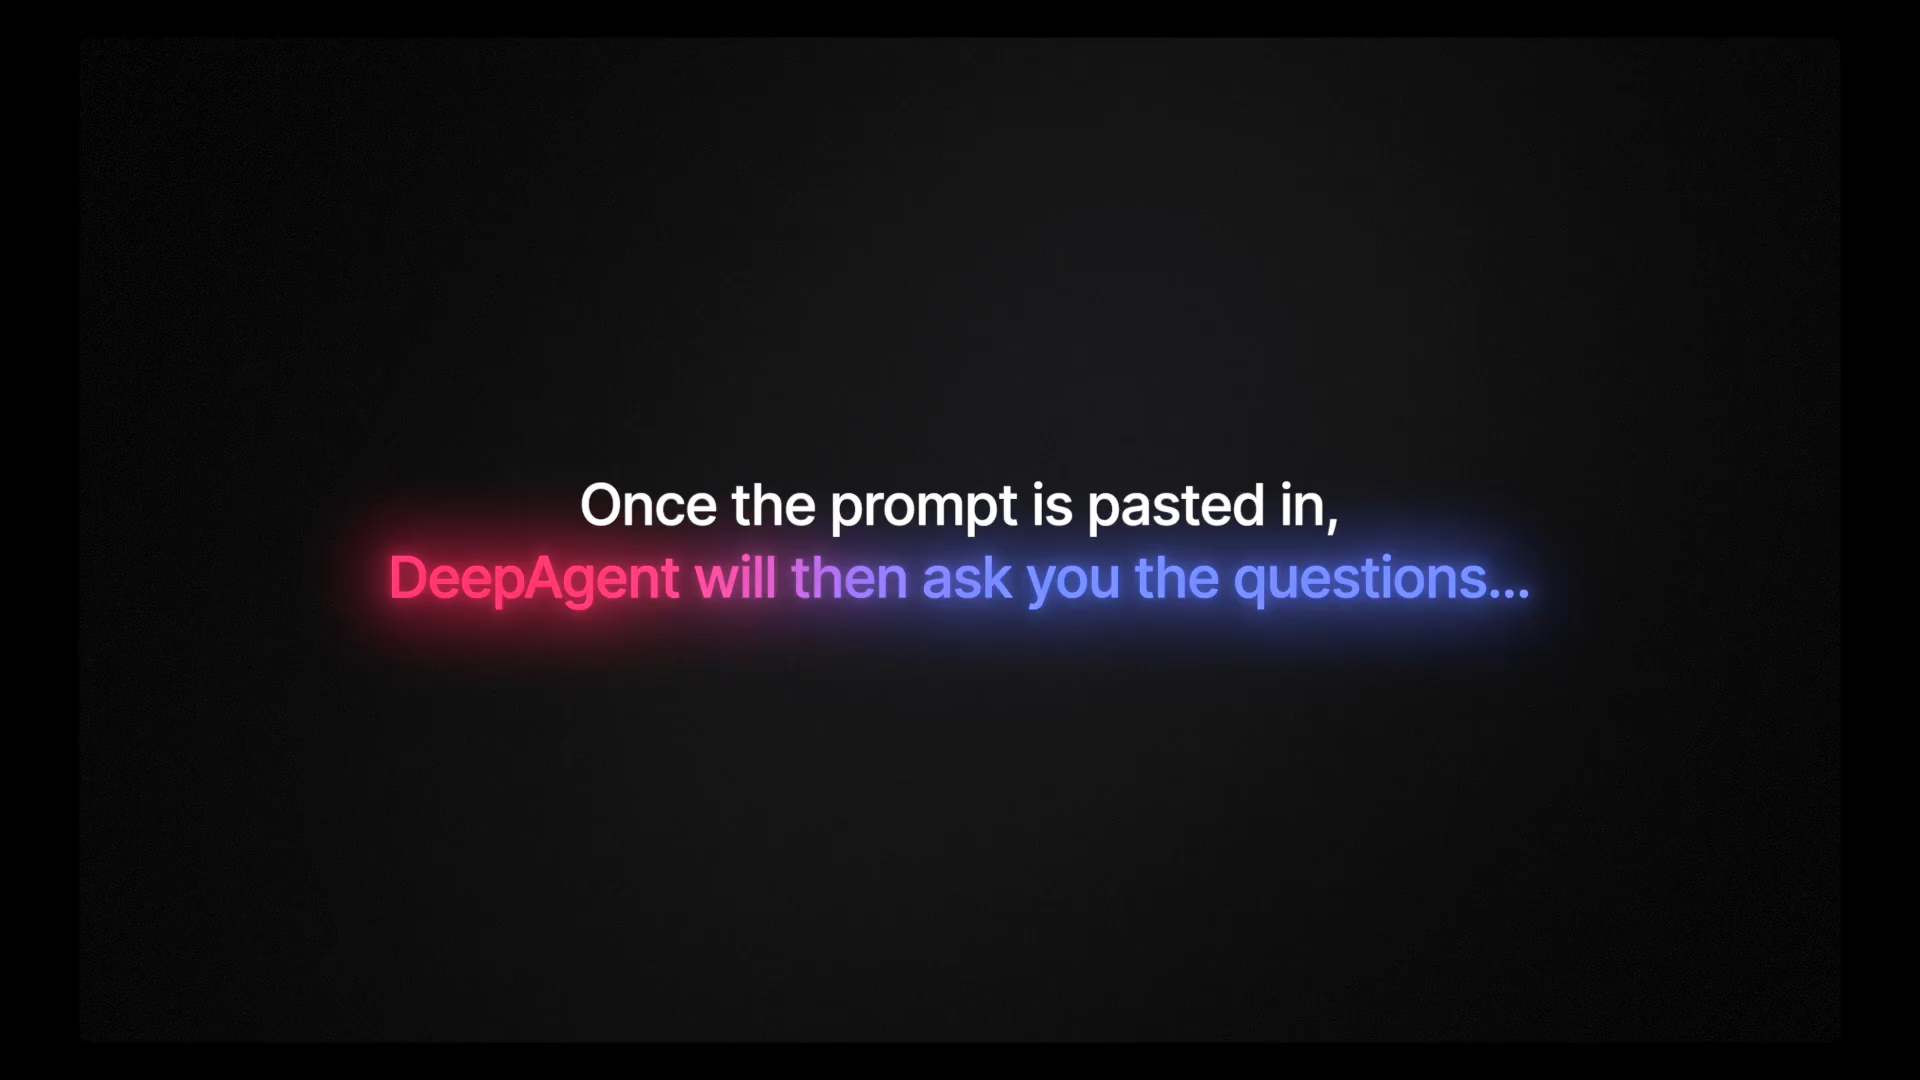 Once the prompt is pasted in,
DeepAgent will then ask you the questions...